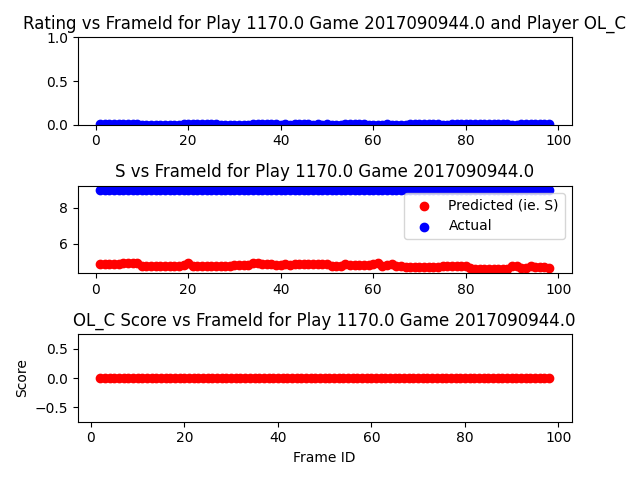 Rating vs FrameId for Play 1170.0 Game 2017090944.0 and Player OL_C
1.0
0.5
0.0
0 20 40 60 80 100
S vs FrameId for Play 1170.0 Game 2017090944.0
8
6
Predicted (ie. S)
Actual
0 20 40 60 80 100
OL_C Score vs FrameId for Play 1170.0 Game 2017090944.0
Score
0.5
0.0
−0.5
0 20 40 60 80 100
Frame ID